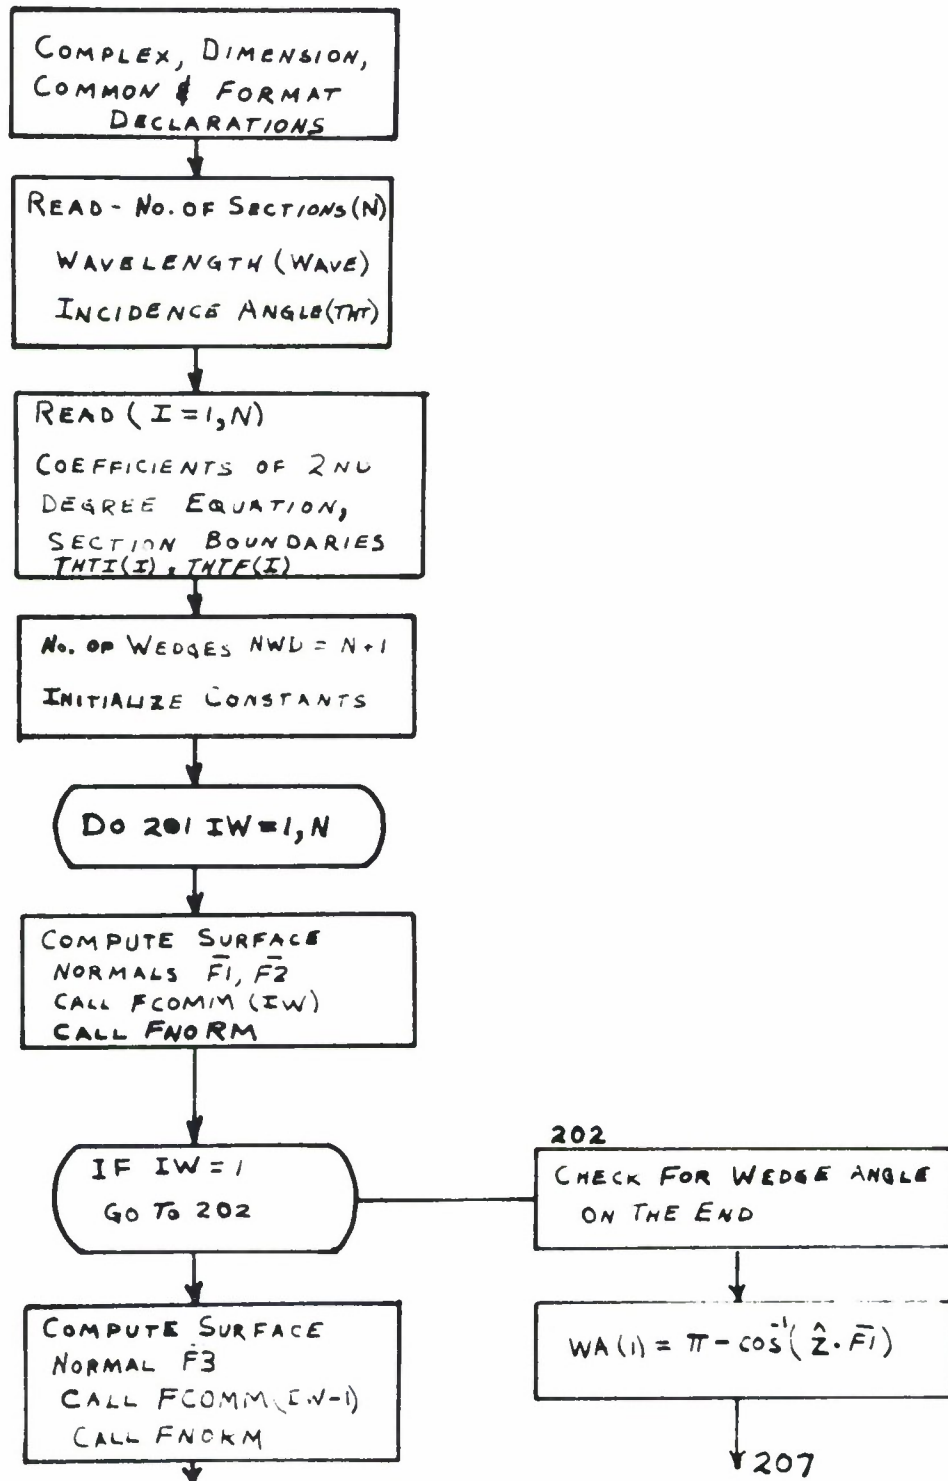 COMPLEX, DIMENSION,
COMMON & FORMAT
DECLARATIONS
READ - No. OF SECTIONS(N)
WAVELENGTH (WAVE)
INCIDENCE ANGLE(THT)
READ ( I = 1, N)
COEFFICIENTS OF 2ND
DEGREE EQUATION,
SECTION BOUNDARIES
THTI(I), THTF(I)
No. OF WEDGES NWD = N+1
INITIALIZE CONSTANTS
DO 201 IW = 1, N
COMPUTE SURFACE
NORMALS F̄1, F̄2
CALL FCOMM (IW)
CALL FNORM
IF IW = 1
GO TO 202
202
CHECK FOR WEDGE ANGLE
ON THE END
WA(1) = π - cos⁻¹(ẑ · F̄1)
207
COMPUTE SURFACE
NORMAL F̄3
CALL FCOMM(IW-1)
CALL FNORM